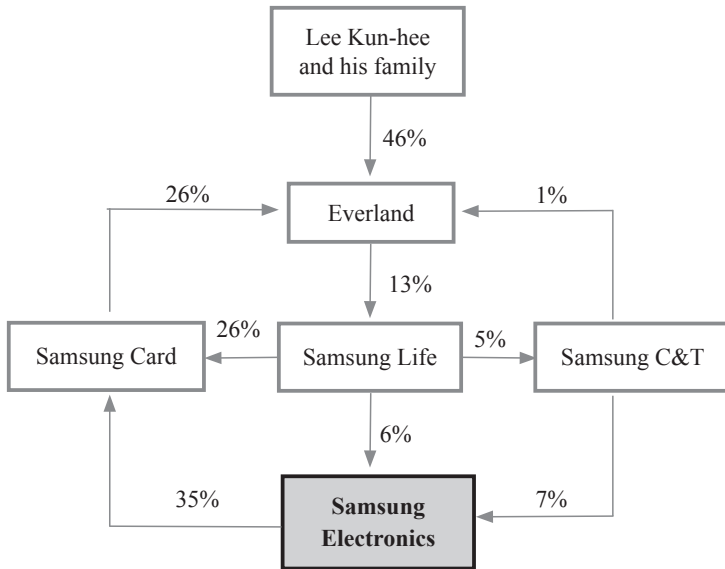 Lee Kun-hee
and his family
46%
26%
1%
Everland
13%
26%
5%
Samsung Card
Samsung Life
Samsung C&T
6%
35%
7%
Samsung
Electronics